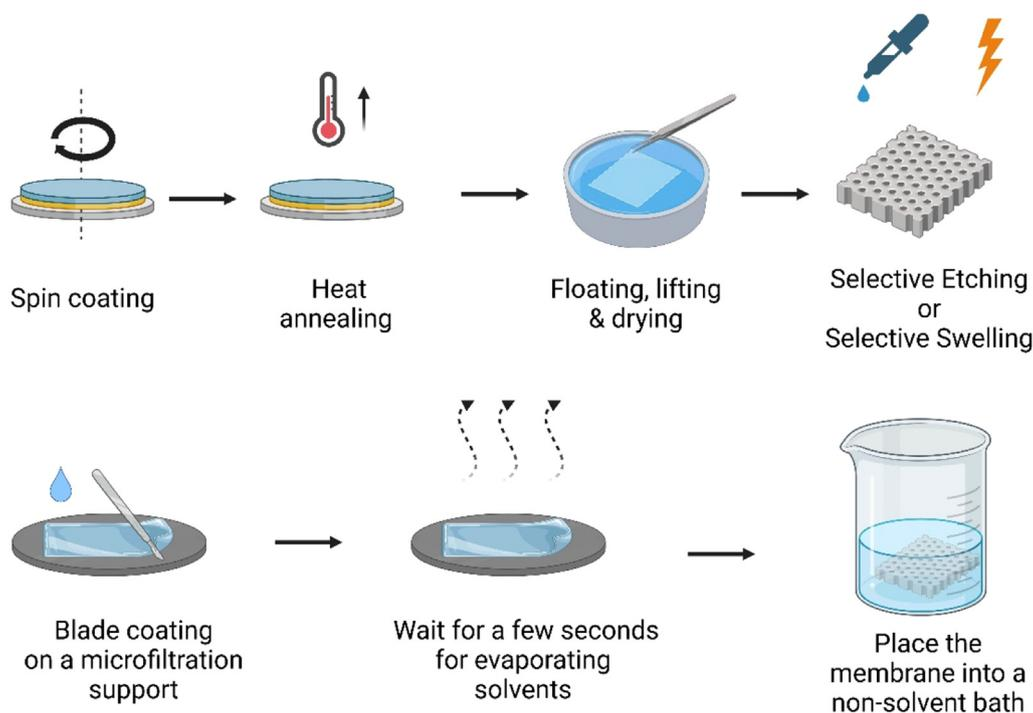 Spin coating
Heat
annealing
Floating, lifting
& drying
Selective Etching
or
Selective Swelling
Blade coating
on a microfiltration
support
Wait for a few seconds
for evaporating
solvents
Place the
membrane into a
non-solvent bath